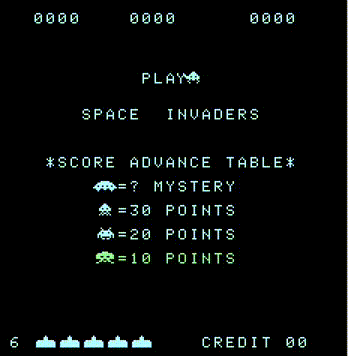 0000 0000 0000
PLAY
SPACE INVADERS
*SCORE ADVANCE TABLE*
=? MYSTERY
=30 POINTS
=20 POINTS
=10 POINTS
6 CREDIT 00